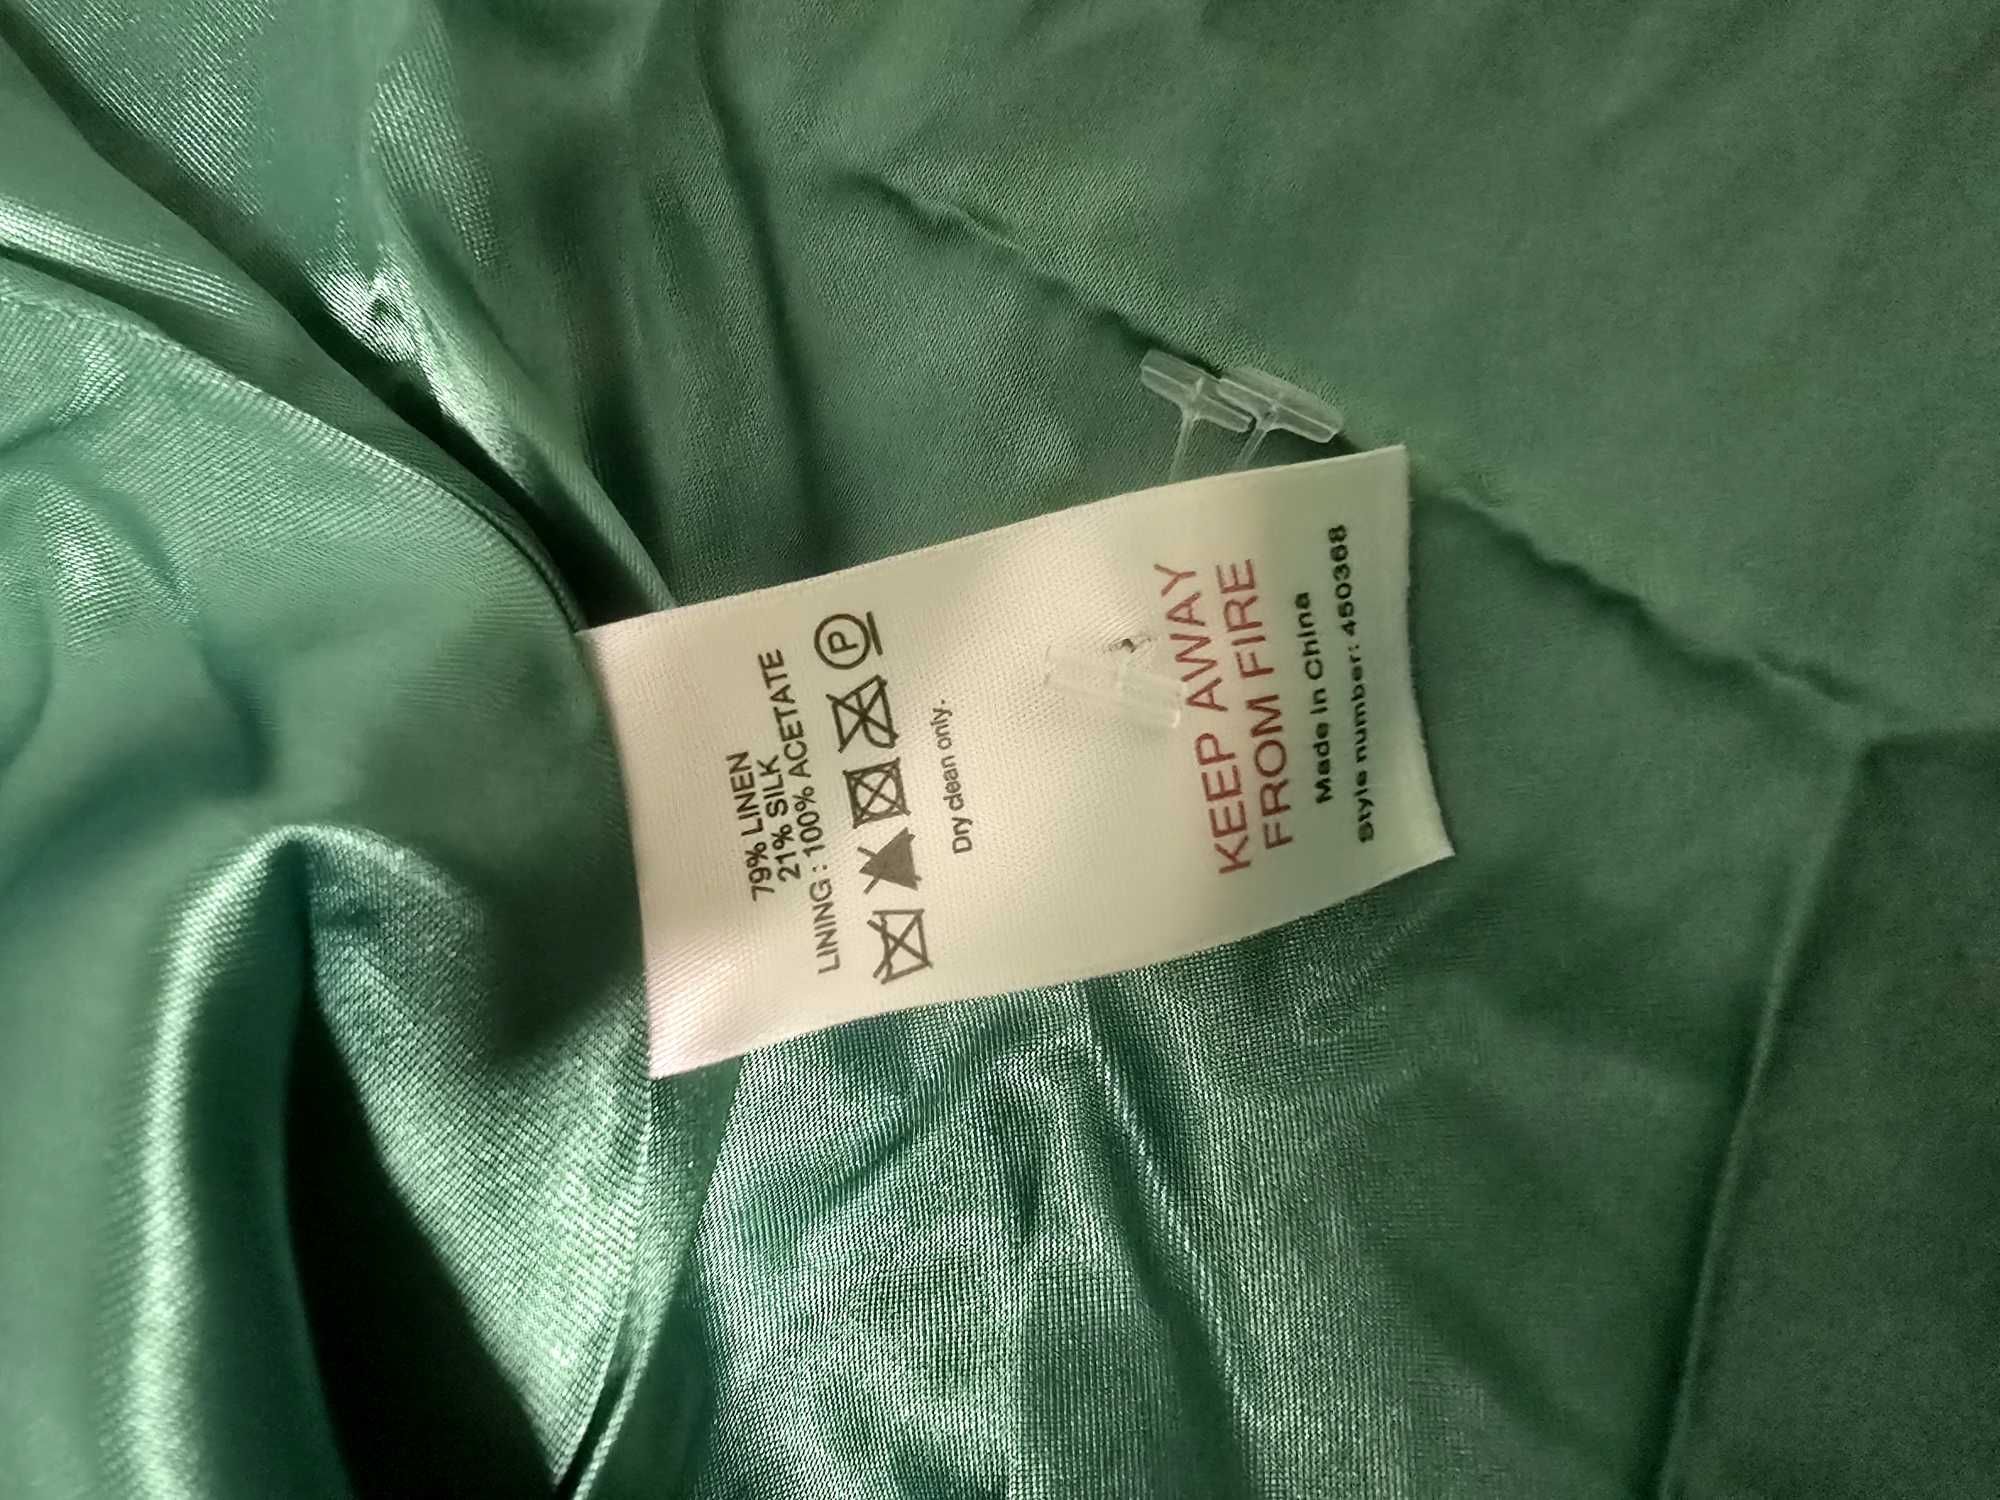 79% LINEN
21% SILK
LINING : 100% ACETATE
P
Dry clean only.
KEEP AWAY
FROM FIRE
Made in China
Style number: 450368